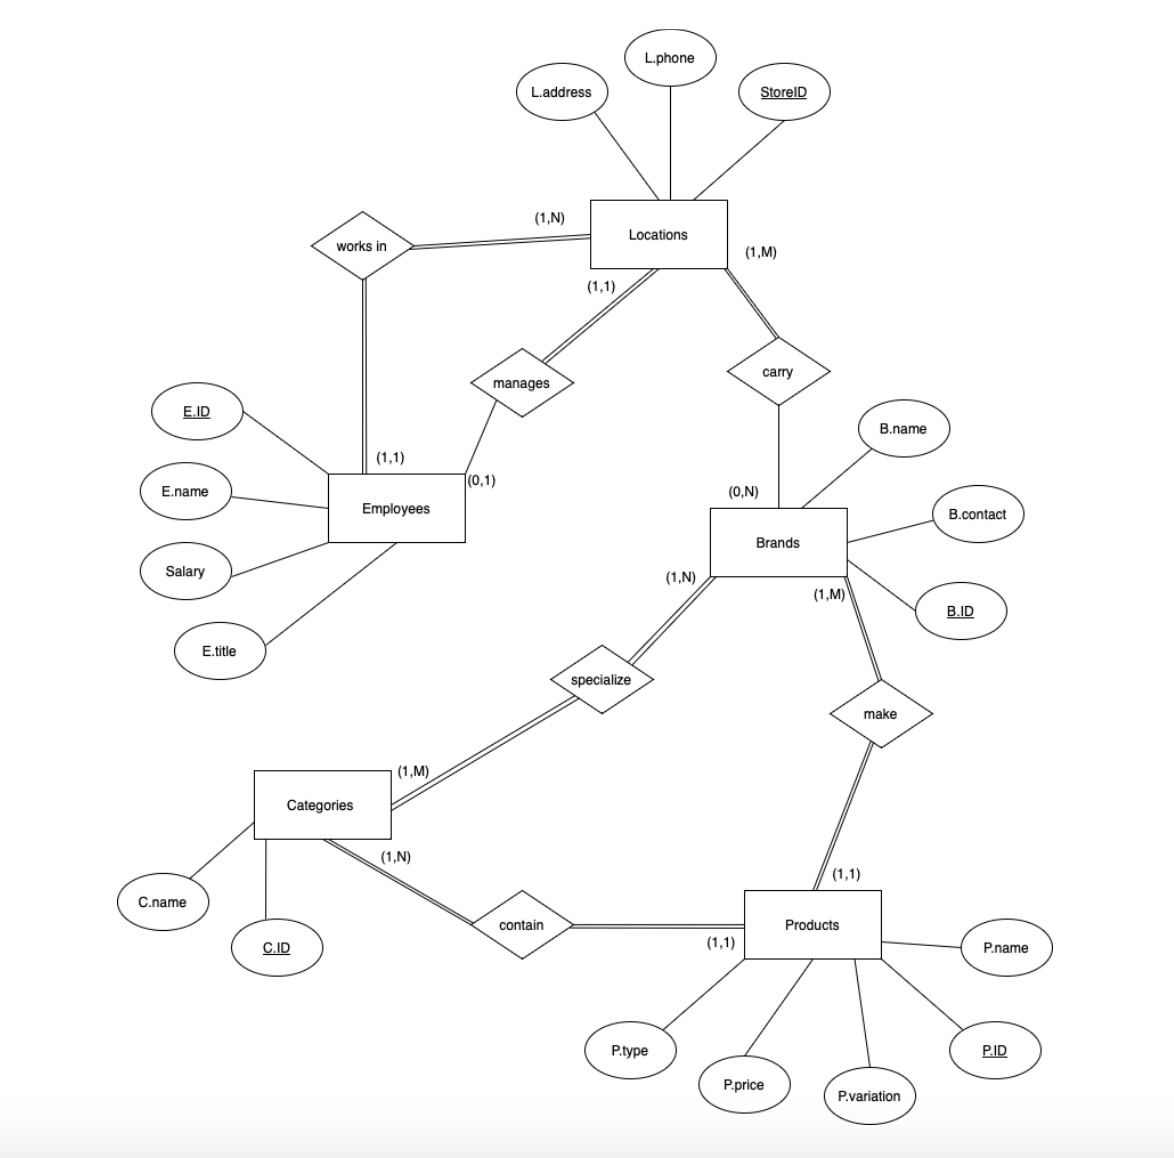 L.phone
L.address
StoreID
(1,N)
works in
Locations
(1,M)
(1,1)
carry
manages
E.ID
B.name
(1,1)
(0,1)
E.name
(0,N)
Employees
B.contact
Brands
Salary
(1,N)
(1,M)
B.ID
E.title
specialize
make
(1,M)
Categories
(1,N)
(1,1)
C.name
contain
Products
(1,1)
C.ID
P.name
P.type
P.ID
P.price
P.variation